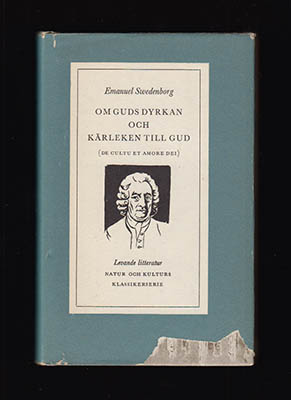 Emanuel Swedenborg
OM GUDS DYRKAN
OCH
KÄRLEKEN TILL GUD
(DE CULTU ET AMORE DEI)
Levande litteratur
NATUR OCH KULTURS
KLASSIKERSERIE